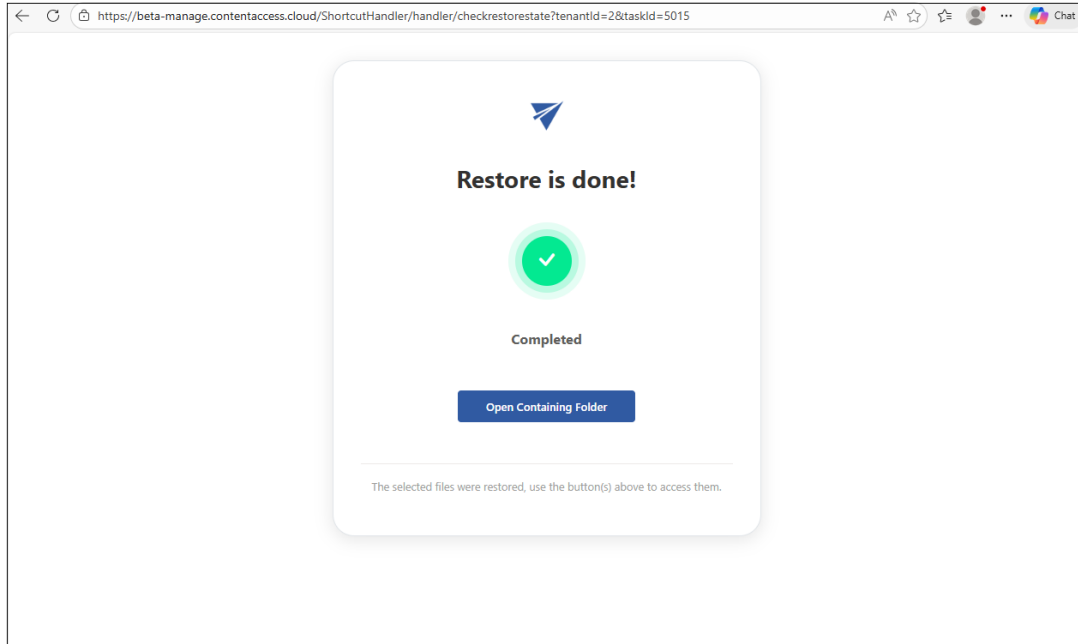 https://beta-manage.contentaccess.cloud/ShortcutHandler/handler/checkrestorestate?tenantId=2&taskId=5015
Chat
Restore is done!
Completed
Open Containing Folder
The selected files were restored, use the button(s) above to access them.